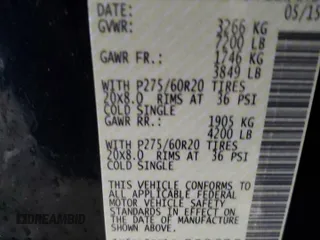 DATE: 05/15
GVWR: 3266 KG
7200 LB
GAWR FR.: 1746 KG
3849 LB
WITH P275/60R20 TIRES
20X8.0 RIMS AT 36 PSI
COLD SINGLE
GAWR RR.: 1905 KG
4200 LB
WITH P275/60R20 TIRES
20X8.0 RIMS AT 36 PSI
COLD SINGLE
THIS VEHICLE CONFORMS TO
ALL APPLICABLE FEDERAL
MOTOR VEHICLE SAFETY
STANDARDS IN EFFECT ON
THE DATE OF MANUFACTURE
SHOWN ABOVE.
DREAMBID